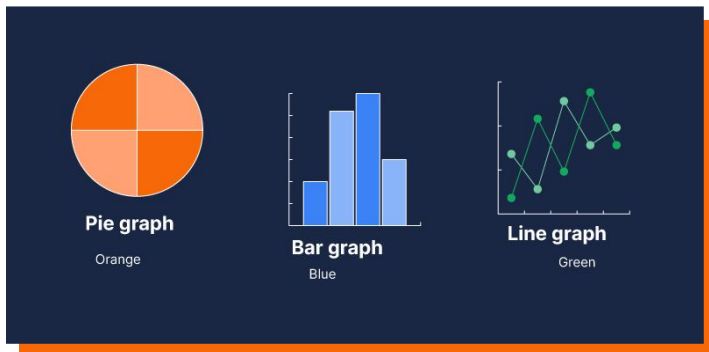 Pie graph
Orange
Bar graph
Blue
Line graph
Green